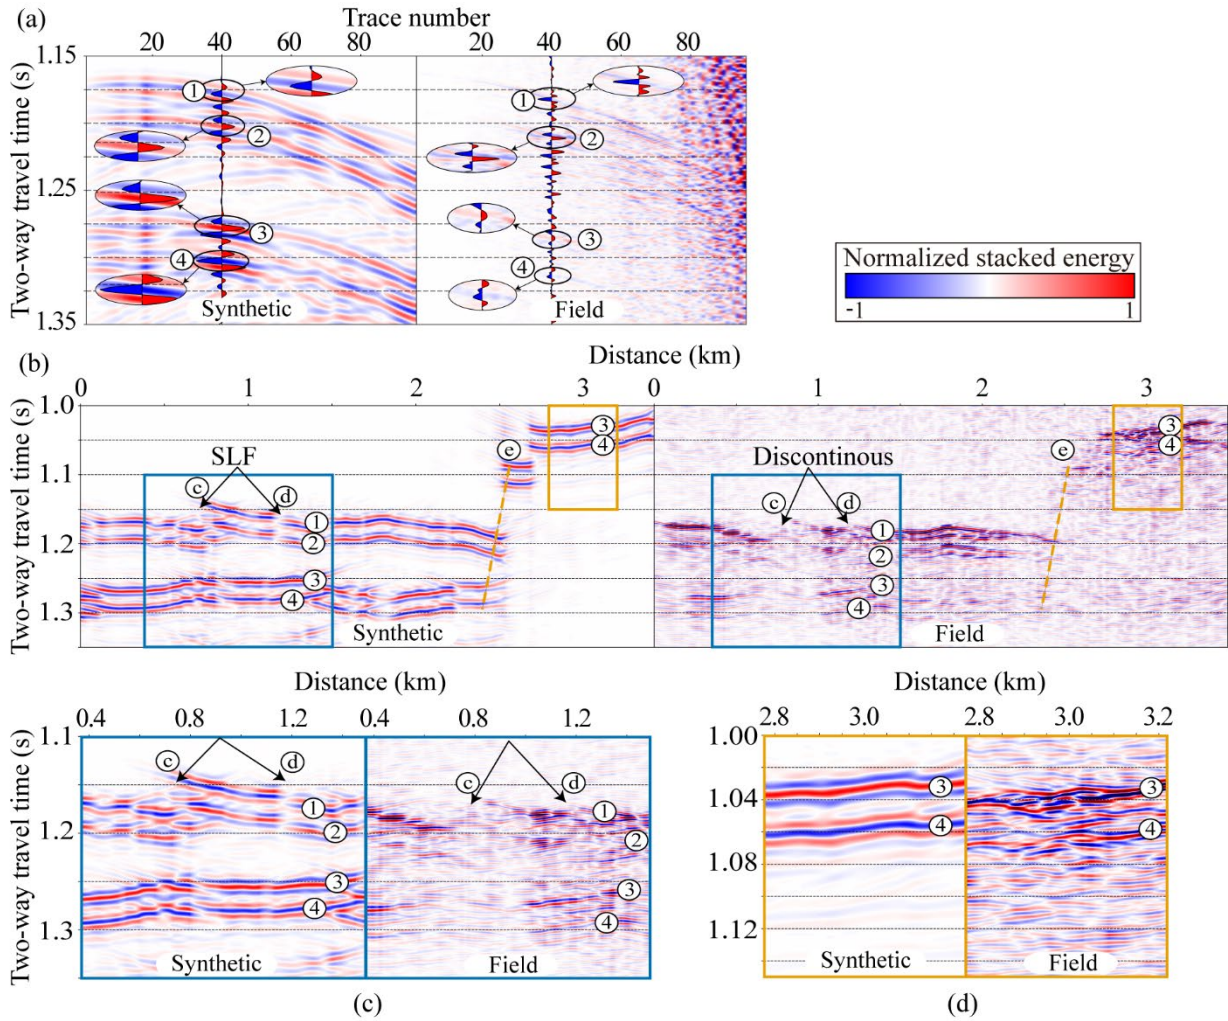 (a)
Trace number
20 40 60 80 20 40 60 80
Two-way travel time (s)
1.15
1.25
1.35
① ② ③ ④
Synthetic
① ② ③ ④
Field
Normalized stacked energy
-1 1
(b)
Distance (km)
0 1 2 3 0 1 2 3
Two-way travel time (s)
1.0
1.1
1.2
1.3
SLF
ⓒ ⓓ ⓔ
① ② ③ ④
③ ④
Synthetic
Discontinous
ⓒ ⓓ ⓔ
① ② ③ ④
③ ④
Field
Distance (km)
0.4 0.8 1.2 0.4 0.8 1.2
Two-way travel time (s)
1.1
1.2
1.3
ⓒ ⓓ
① ② ③ ④
Synthetic
ⓒ ⓓ
① ② ③ ④
Field
(c)
Distance (km)
2.8 3.0 2.8 3.0 3.2
1.00
1.04
1.08
1.12
③ ④
Synthetic
③ ④
Field
(d)